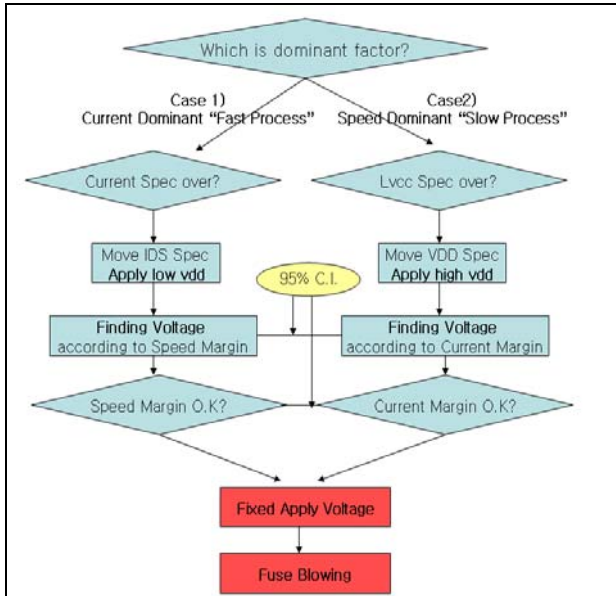 Which is dominant factor?
Case 1)
Current Dominant “Fast Process”
Case2)
Speed Dominant “Slow Process”
Current Spec over?
Lvcc Spec over?
Move IDS Spec
Apply low vdd
95% C.I.
Move VDD Spec
Apply high vdd
Finding Voltage
according to Speed Margin
Finding Voltage
according to Current Margin
Speed Margin O.K?
Current Margin O.K?
Fixed Apply Voltage
Fuse Blowing